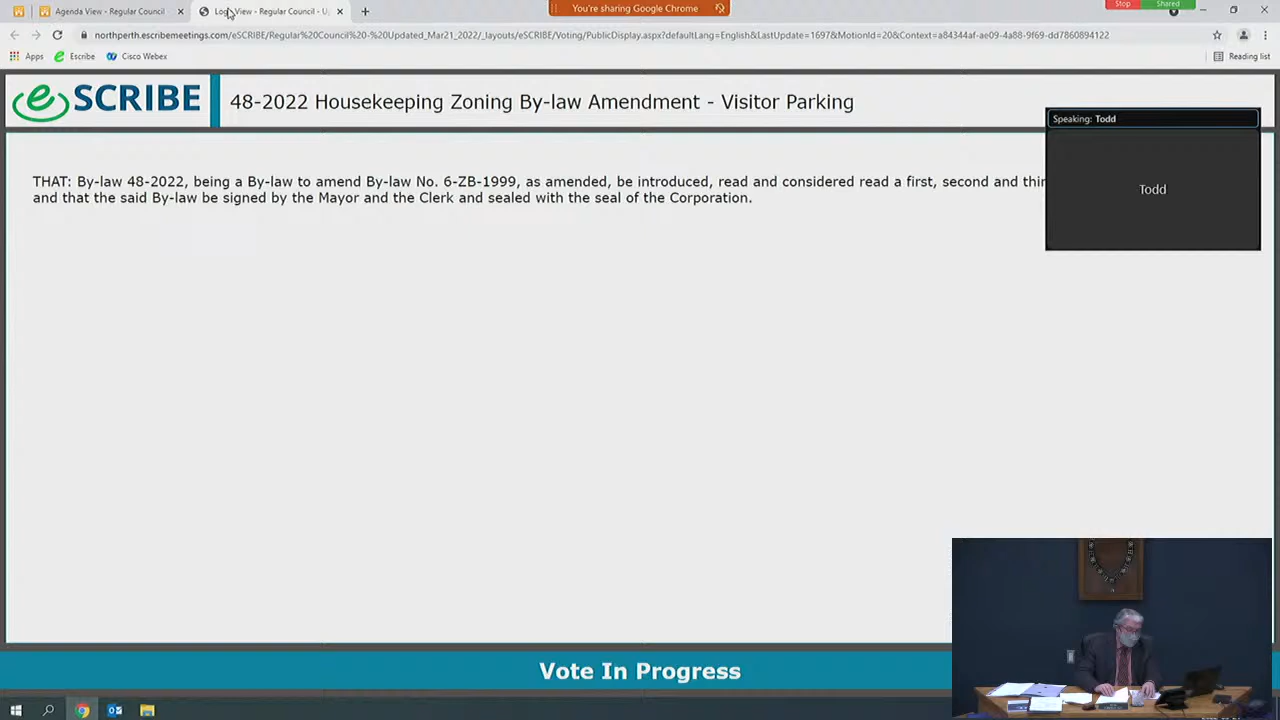 Agenda View - Regular Council
View - Regular Council - U
You're sharing Google Chrome
Stop
Shared
northperth.escribemeetings.com/eSCRIBE/Regular%20Council%20-%20Updated_Mar21_2022/_layouts/eSCRIBE/Voting/PublicDisplay.aspx?defaultLang=English&LastUpdate=1697&MotionId=20&Context=a84344af-ae09-4a88-9f69-dd7860894122
Apps
Escribe
Cisco Webex
Reading list
eSCRIBE
48-2022 Housekeeping Zoning By-law Amendment - Visitor Parking
Speaking: Todd
Todd
THAT: By-law 48-2022, being a By-law to amend By-law No. 6-ZB-1999, as amended, be introduced, read and considered read a first, second and thir
and that the said By-law be signed by the Mayor and the Clerk and sealed with the seal of the Corporation.
Vote In Progress